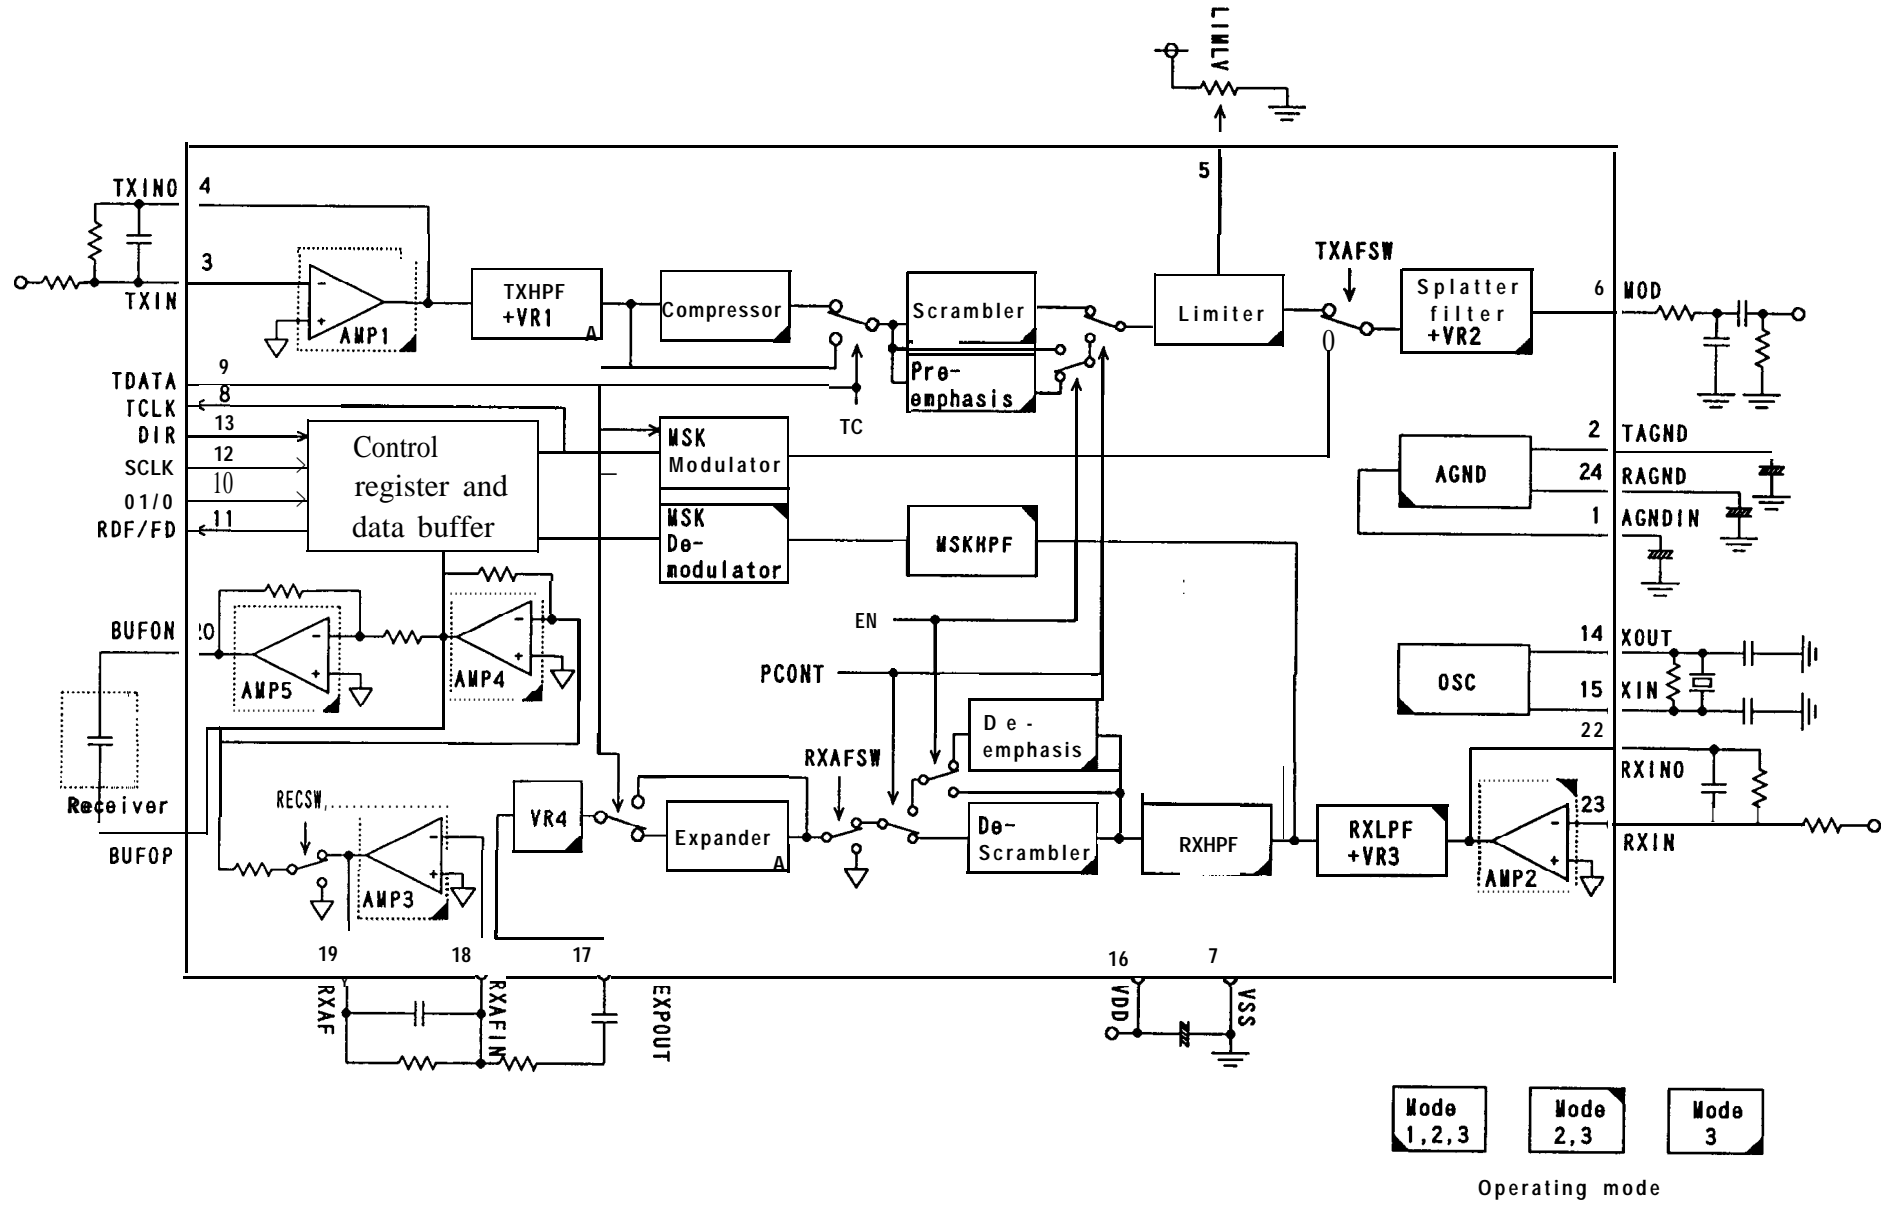 LIMLV
5
TXINO 4
3
TXIN
AMP1
TXHPF
+VR1
A
Compressor
Scrambler
Pre-
emphasis
Limiter
TXAFSW
0
Splatter
filter
+VR2
6 MOD
TDATA 9
TCLK 8
DIR 13
SCLK 12
01/0 10
RDF/FD 11
TC
Control
register and
data buffer
MSK
Modulator
MSK
De-
modulator
MSKHPF
AGND
2 TAGND
24 RAGND
1 AGNDIN
EN
PCONT
BUFON 20
AMP5
AMP4
OSC
14 XOUT
15 XIN
22
RXINO
23
RXIN
Receiver
BUFOP
RECSW
AMP3
VR4
Expander
A
RXAFSW
De-
emphasis
De-
Scrambler
RXHPF
RXLPF
+VR3
AMP2
19
18
17
16
7
RXAF
RXAFIN
EXPOUT
VDD
VSS
Mode
1,2,3
Mode
2,3
Mode
3
Operating mode